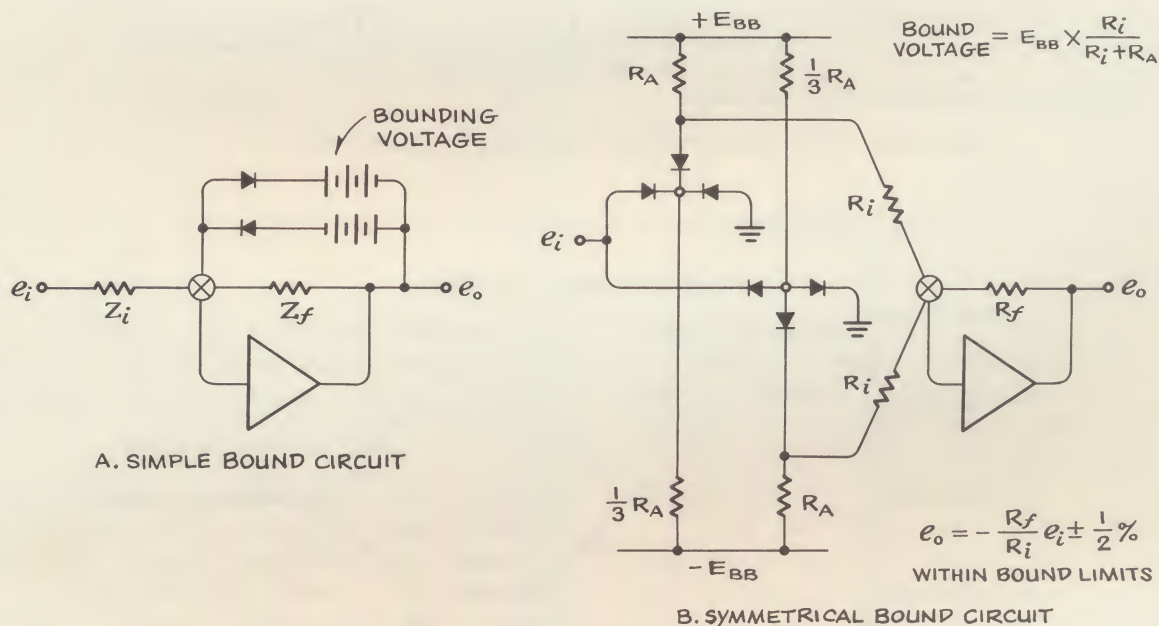 BOUNDING
VOLTAGE
e_i
Z_i
Z_f
e_o
A. SIMPLE BOUND CIRCUIT
+ E_BB
BOUND VOLTAGE = E_BB × R_i / (R_i + R_A)
R_A
1/3 R_A
R_i
e_i
R_f
e_o
R_i
1/3 R_A
R_A
- E_BB
e_o = - R_f/R_i e_i ± 1/2 %
WITHIN BOUND LIMITS
B. SYMMETRICAL BOUND CIRCUIT